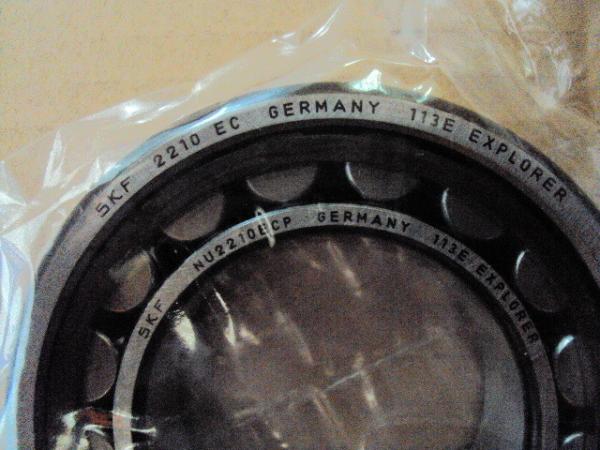 SKF 2210 EC GERMANY 113E EXPLORER
SKF NU2210ECP GERMANY 113E EXPLORER